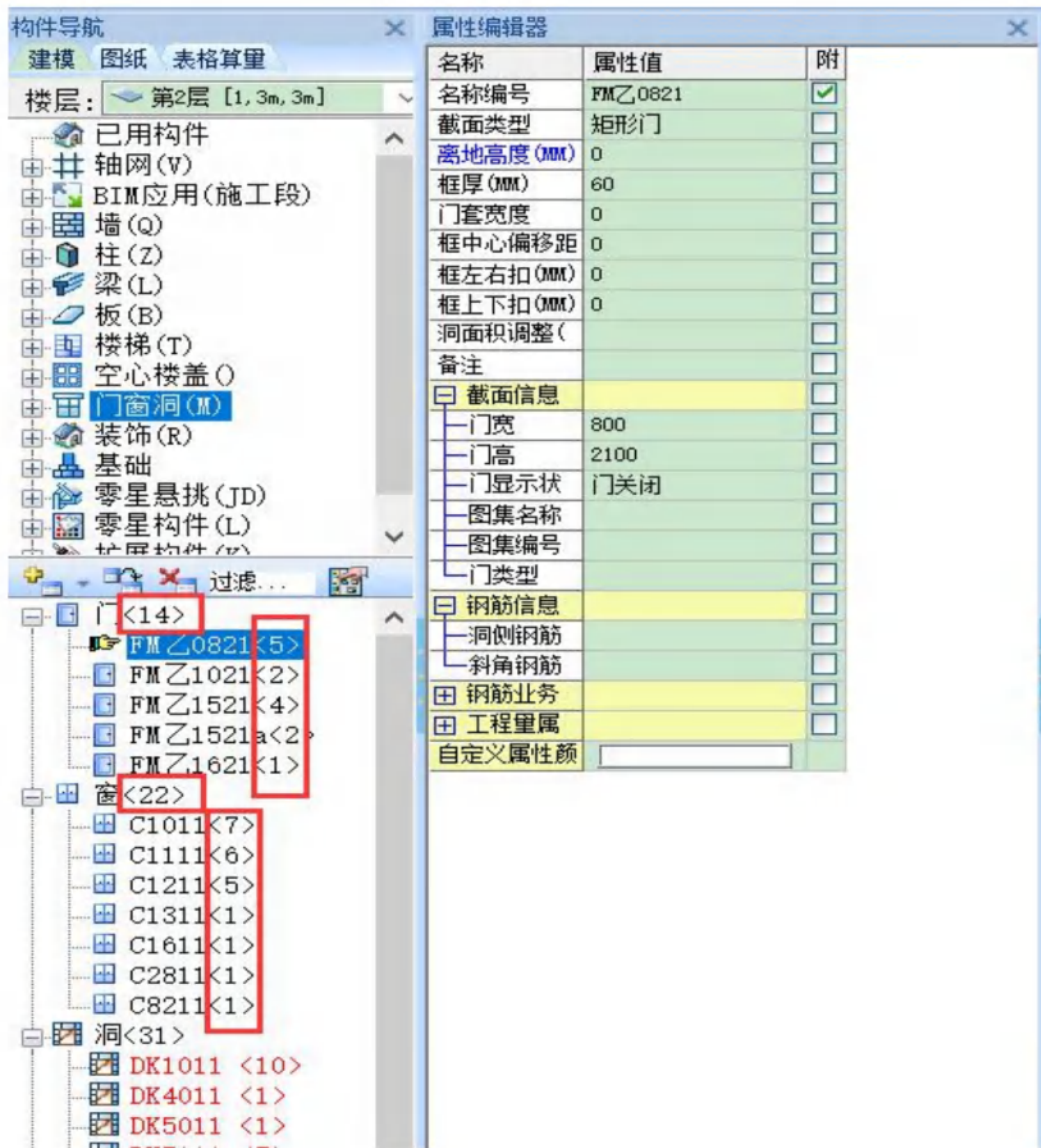 构件导航
建模 图纸 表格算量
楼层: 第2层 [1,3m,3m]
已用构件
轴网(V)
BIM应用(施工段)
墙(Q)
柱(Z)
梁(L)
板(B)
楼梯(T)
空心楼盖()
门窗洞(M)
装饰(R)
基础
零星悬挑(JD)
零星构件(L)
扩展构件(K)
过滤...
门<14>
FM乙0821<5>
FM乙1021<2>
FM乙1521<4>
FM乙1521a<2>
FM乙1621<1>
窗<22>
C1011<7>
C1111<6>
C1211<5>
C1311<1>
C1611<1>
C2811<1>
C8211<1>
洞<31>
DK1011 <10>
DK4011 <1>
DK5011 <1>
属性编辑器
名称 属性值 附
名称编号 FM乙0821
截面类型 矩形门
离地高度(MM) 0
框厚(MM) 60
门套宽度 0
框中心偏移距 0
框左右扣(MM) 0
框上下扣(MM) 0
洞面积调整(
备注
截面信息
门宽 800
门高 2100
门显示状 门关闭
图集名称
图集编号
门类型
钢筋信息
洞侧钢筋
斜角钢筋
钢筋业务
工程量属
自定义属性颜